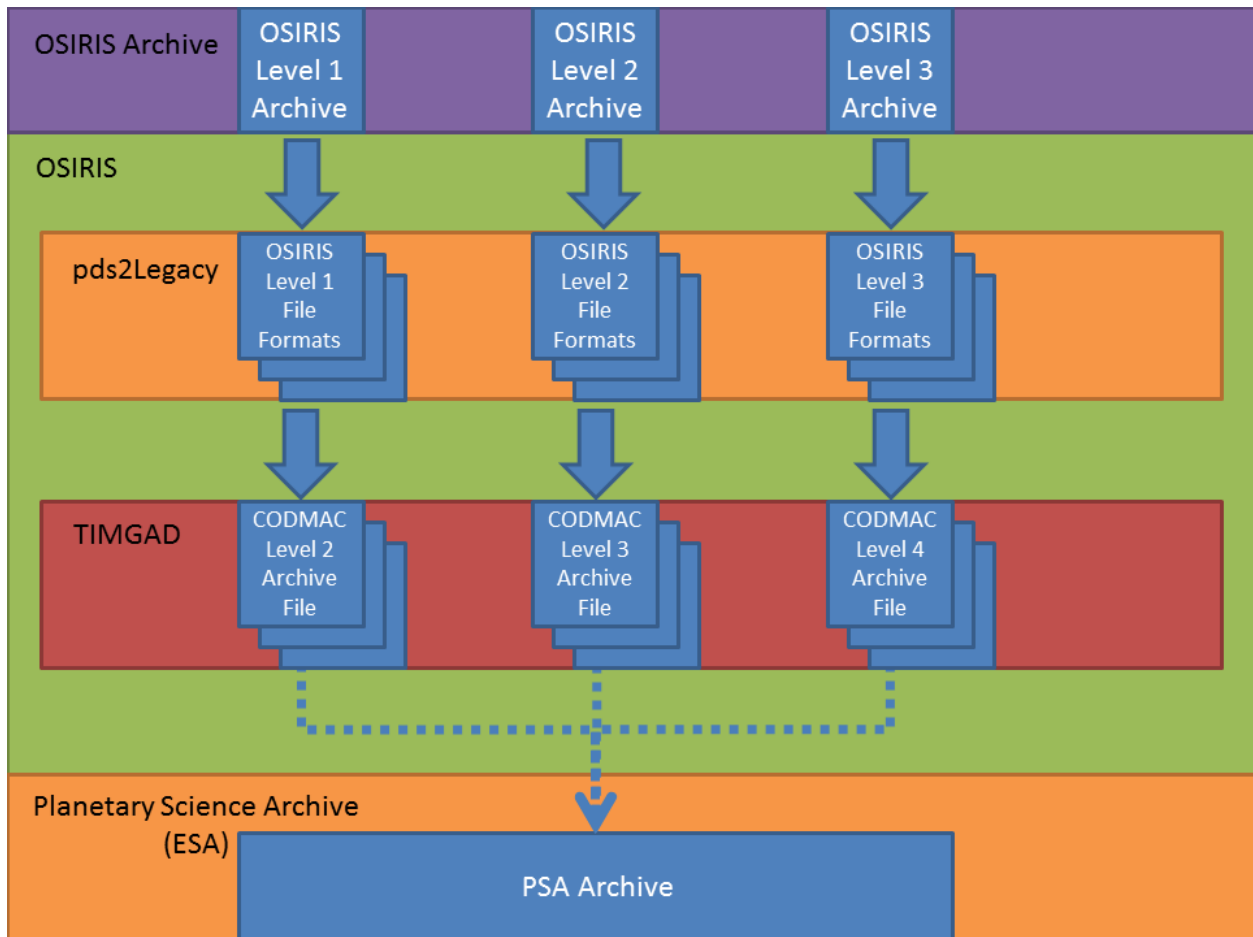 OSIRIS Archive
OSIRIS
Level 1
Archive
OSIRIS
Level 2
Archive
OSIRIS
Level 3
Archive
OSIRIS
pds2Legacy
OSIRIS
Level 1
File
Formats
OSIRIS
Level 2
File
Formats
OSIRIS
Level 3
File
Formats
TIMGAD
CODMAC
Level 2
Archive
File
CODMAC
Level 3
Archive
File
CODMAC
Level 4
Archive
File
Planetary Science Archive
(ESA)
PSA Archive